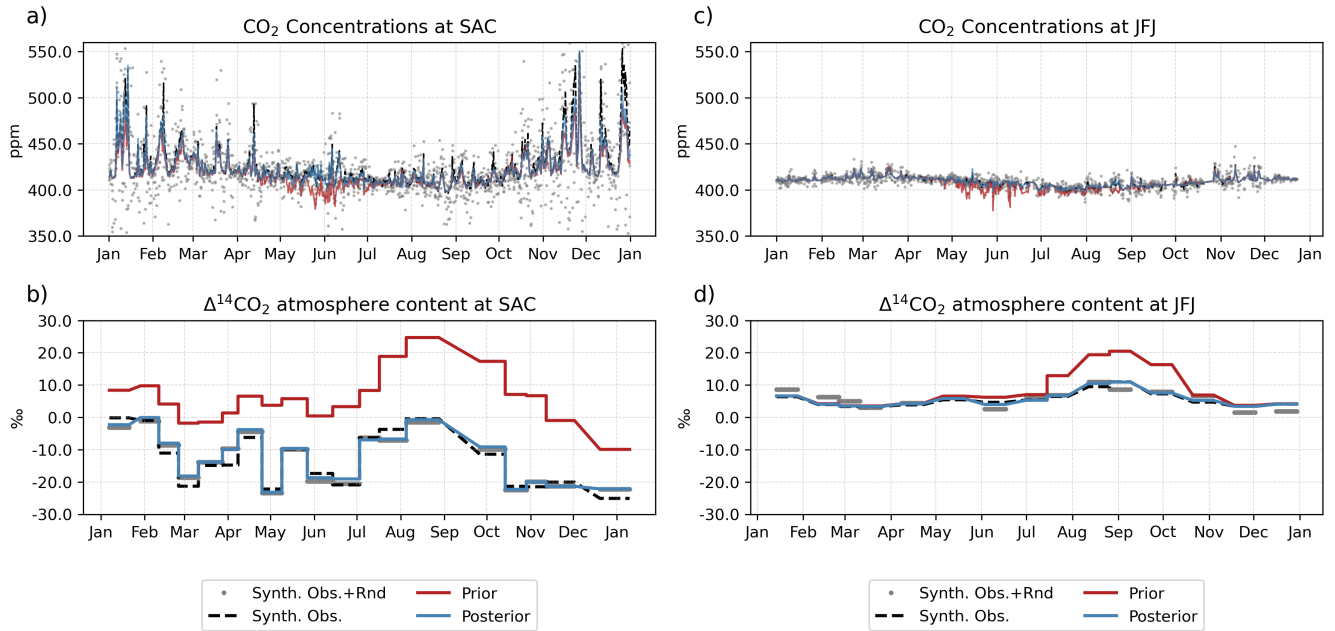 a)
CO₂ Concentrations at SAC
550.0
500.0
450.0
400.0
350.0
ppm
Jan Feb Mar Apr May Jun Jul Aug Sep Oct Nov Dec Jan
c)
CO₂ Concentrations at JFJ
550.0
500.0
450.0
400.0
350.0
ppm
Jan Feb Mar Apr May Jun Jul Aug Sep Oct Nov Dec Jan
b)
Δ¹⁴CO₂ atmosphere content at SAC
30.0
20.0
10.0
0.0
-10.0
-20.0
-30.0
‰
Jan Feb Mar Apr May Jun Jul Aug Sep Oct Nov Dec Jan
d)
Δ¹⁴CO₂ atmosphere content at JFJ
30.0
20.0
10.0
0.0
-10.0
-20.0
-30.0
‰
Jan Feb Mar Apr May Jun Jul Aug Sep Oct Nov Dec Jan
Synth. Obs.+Rnd Prior
Synth. Obs. Posterior
Synth. Obs.+Rnd Prior
Synth. Obs. Posterior